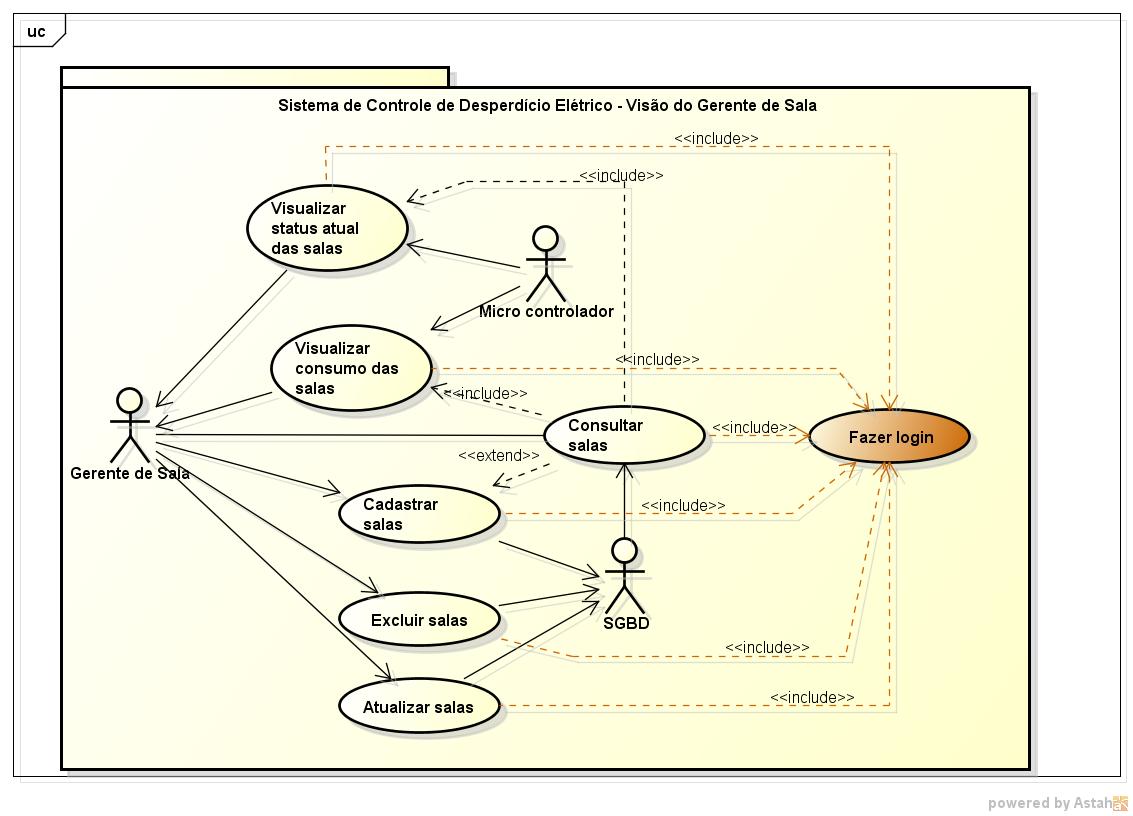 uc
Sistema de Controle de Desperdício Elétrico - Visão do Gerente de Sala
<<include>>
<<include>>
Visualizar
status atual
das salas
Micro controlador
Visualizar
consumo das
salas
<<include>>
<<include>>
Consultar
salas
<<include>>
Fazer login
Gerente de Sala
<<extend>>
Cadastrar
salas
<<include>>
Excluir salas
SGBD
<<include>>
Atualizar salas
<<include>>
powered by Astah